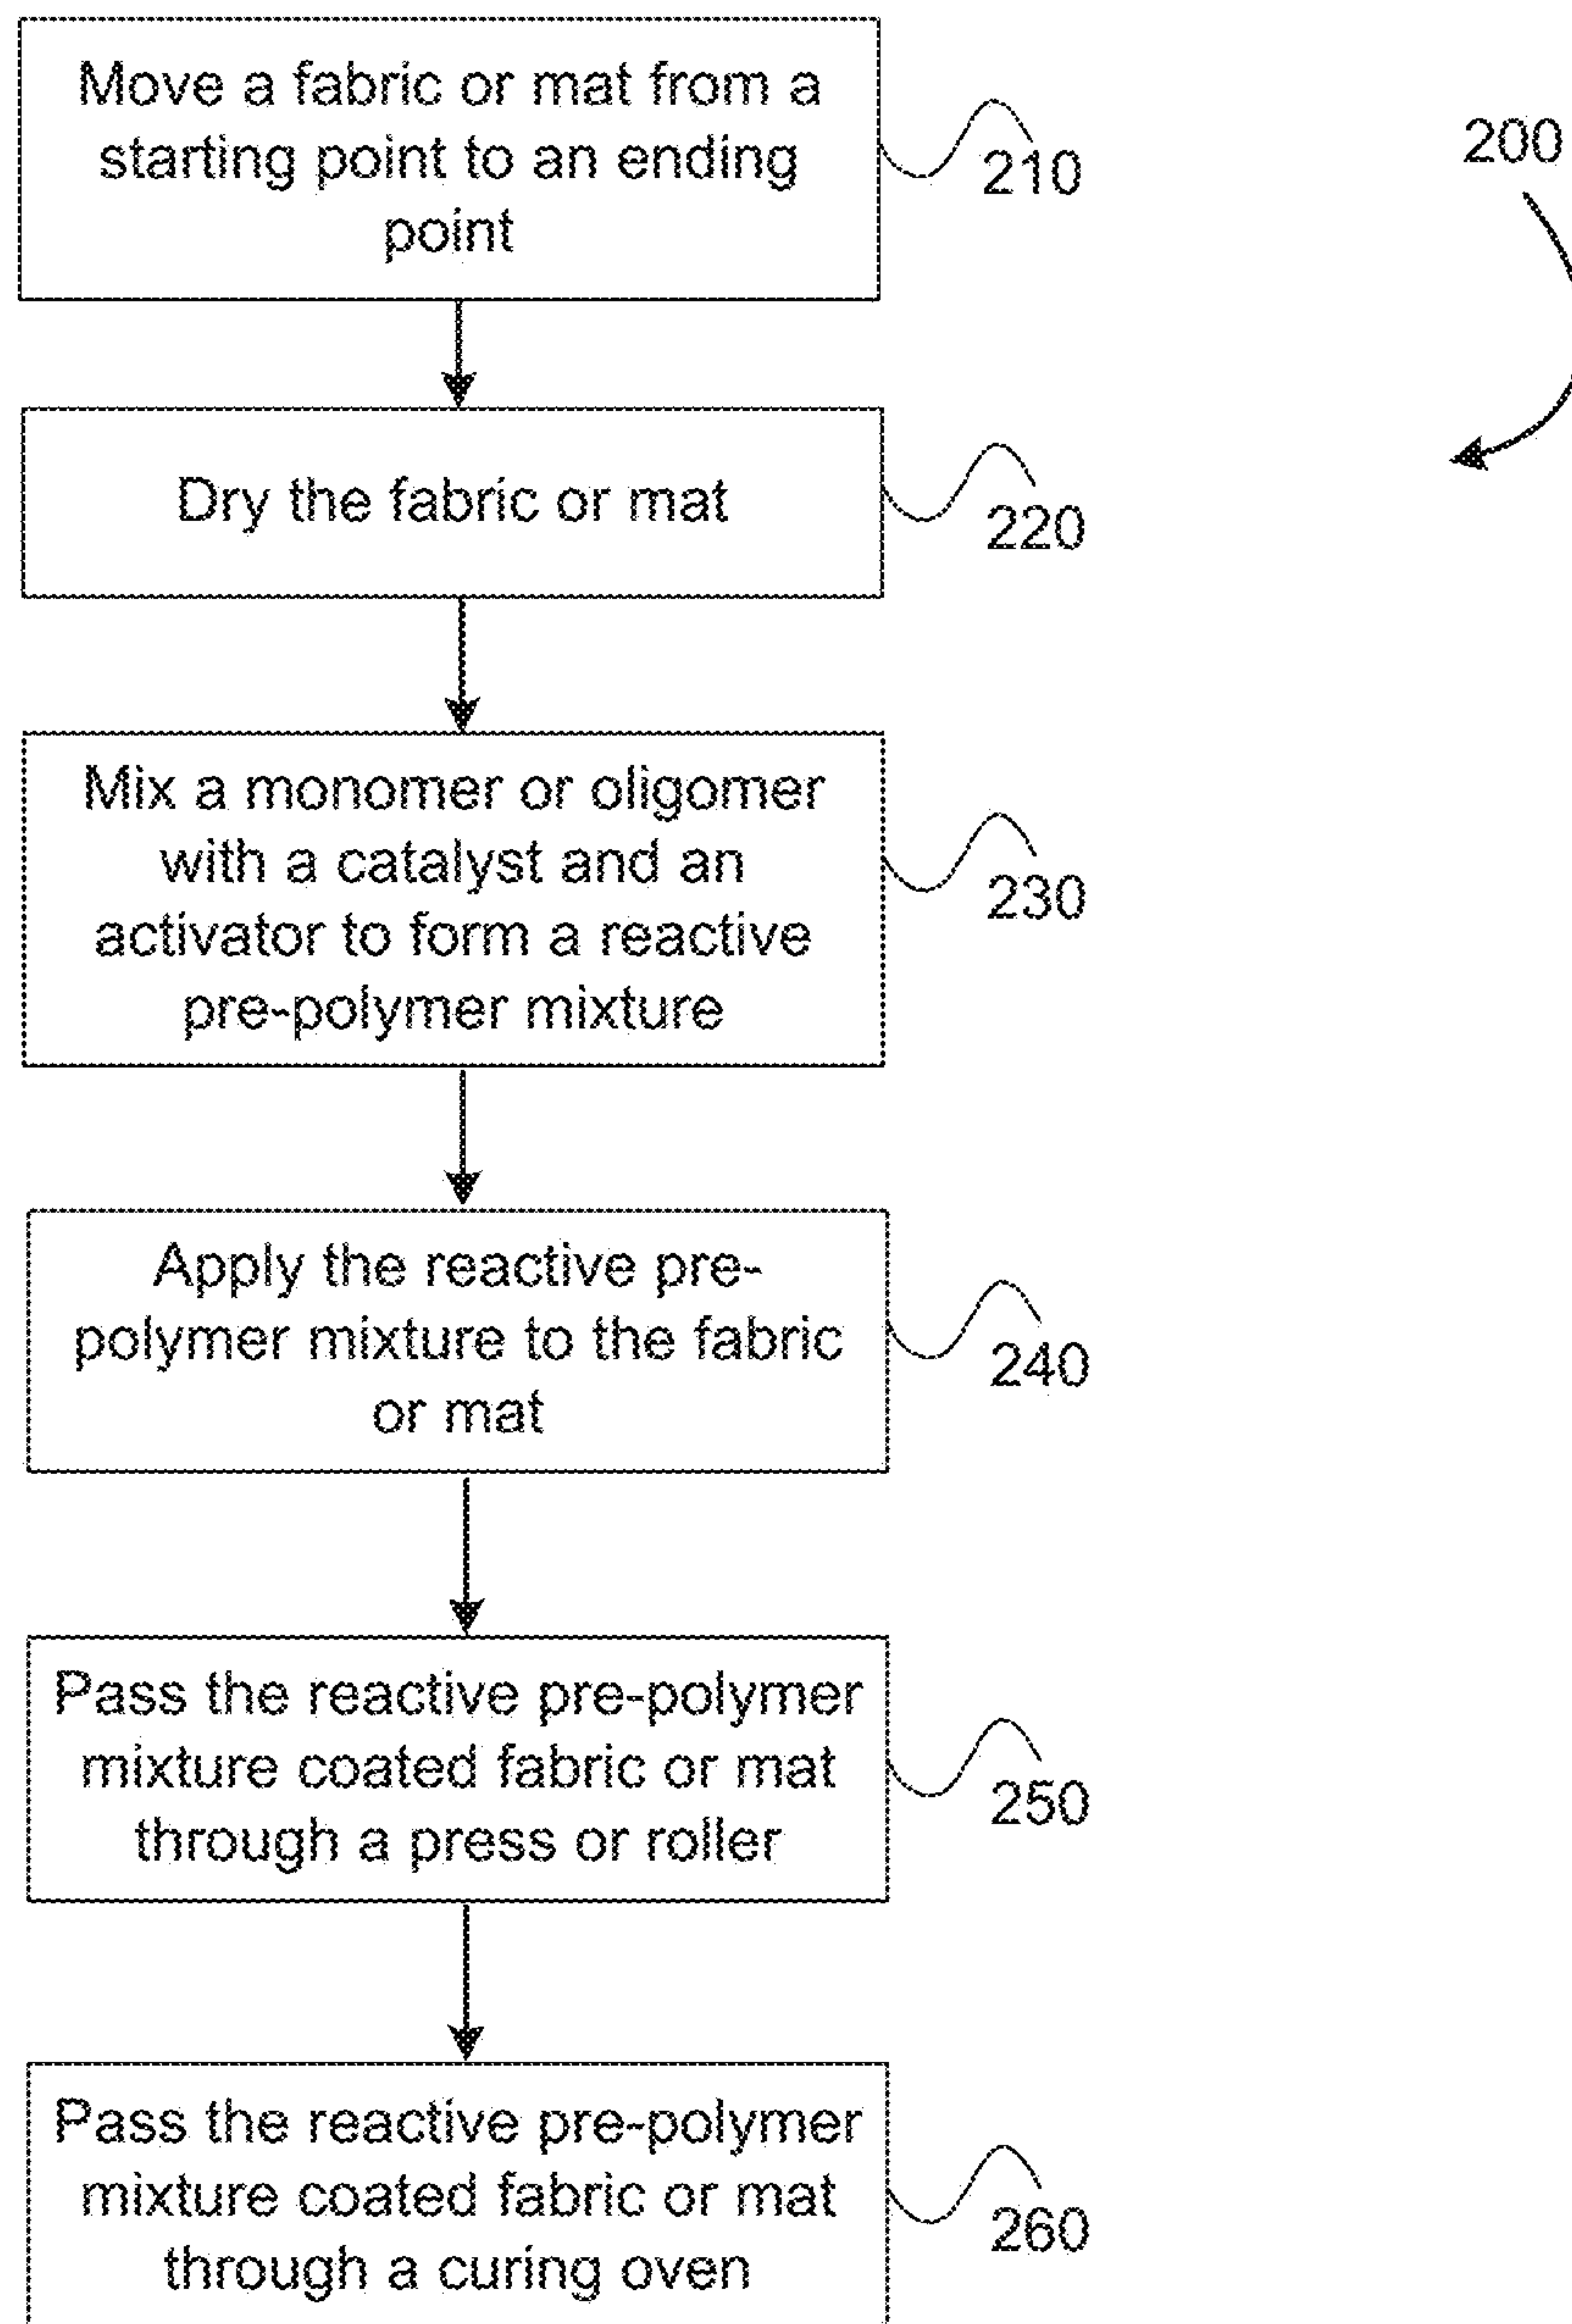 Move a fabric or mat from a
starting point to an ending
point
210
200
Dry the fabric or mat
220
Mix a monomer or oligomer
with a catalyst and an
activator to form a reactive
pre-polymer mixture
230
Apply the reactive pre-
polymer mixture to the fabric
or mat
240
Pass the reactive pre-polymer
mixture coated fabric or mat
through a press or roller
250
Pass the reactive pre-polymer
mixture coated fabric or mat
through a curing oven
260